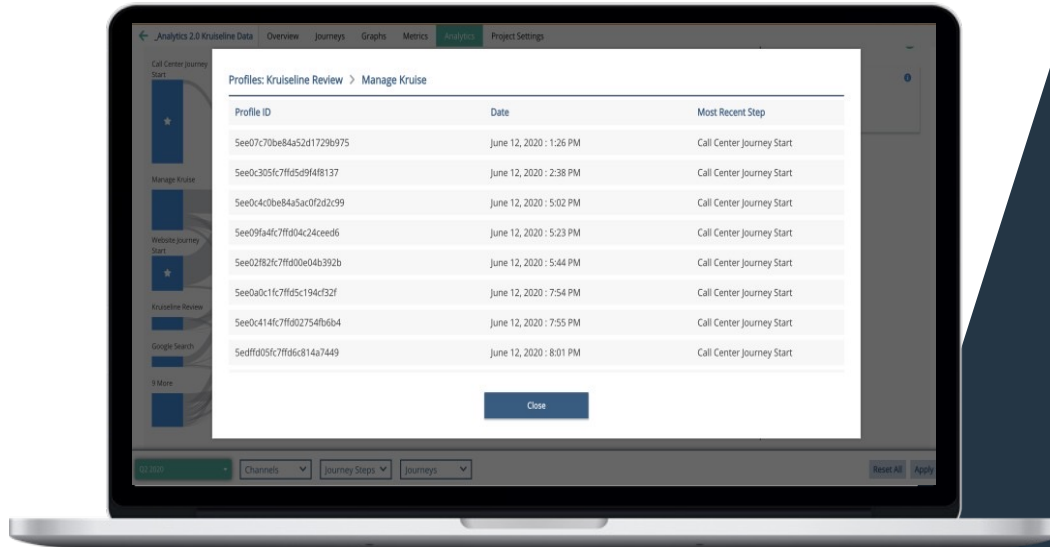 _Analytics 2.0 Kruiseline Data Overview Journeys Graphs Metrics Analytics Project Settings
Call Center Journey
Start
Manage Kruise
Website Journey
Start
Kruiseline Review
Google Search
9 More
Profiles: Kruiseline Review > Manage Kruise
Profile ID Date Most Recent Step
5ee07c70be84a52d1729b975 June 12, 2020 : 1:26 PM Call Center Journey Start
5ee0c305fc7ffd5d9f4f8137 June 12, 2020 : 2:38 PM Call Center Journey Start
5ee0c4c0be84a5ac0f2d2c99 June 12, 2020 : 5:02 PM Call Center Journey Start
5ee09fa4fc7ffd04c24ceed6 June 12, 2020 : 5:23 PM Call Center Journey Start
5ee02f82fc7ffd00e04b392b June 12, 2020 : 5:44 PM Call Center Journey Start
5ee0a0c1fc7ffd5c194cf32f June 12, 2020 : 7:54 PM Call Center Journey Start
5ee0c414fc7ffd02754fb6b4 June 12, 2020 : 7:55 PM Call Center Journey Start
5edffd05fc7ffd6c814a7449 June 12, 2020 : 8:01 PM Call Center Journey Start
Close
Q2 2020 Channels Journey Steps Journeys Reset All Apply